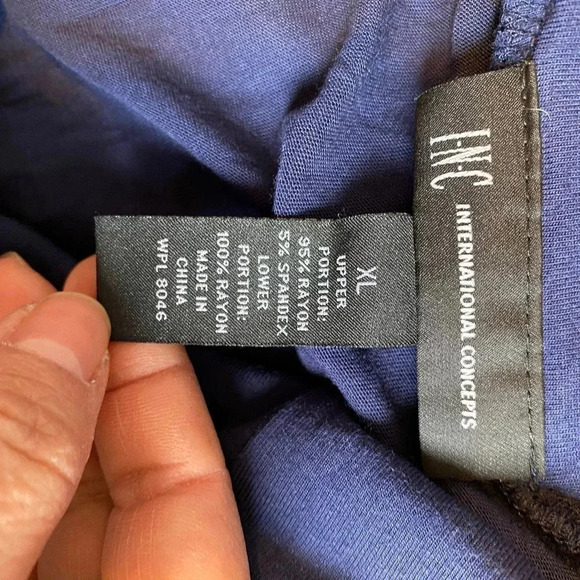 I·N·C
INTERNATIONAL CONCEPTS
XL
UPPER
PORTION:
95% RAYON
5% SPANDEX
LOWER
PORTION:
100% RAYON
MADE IN
CHINA
WPL 8046